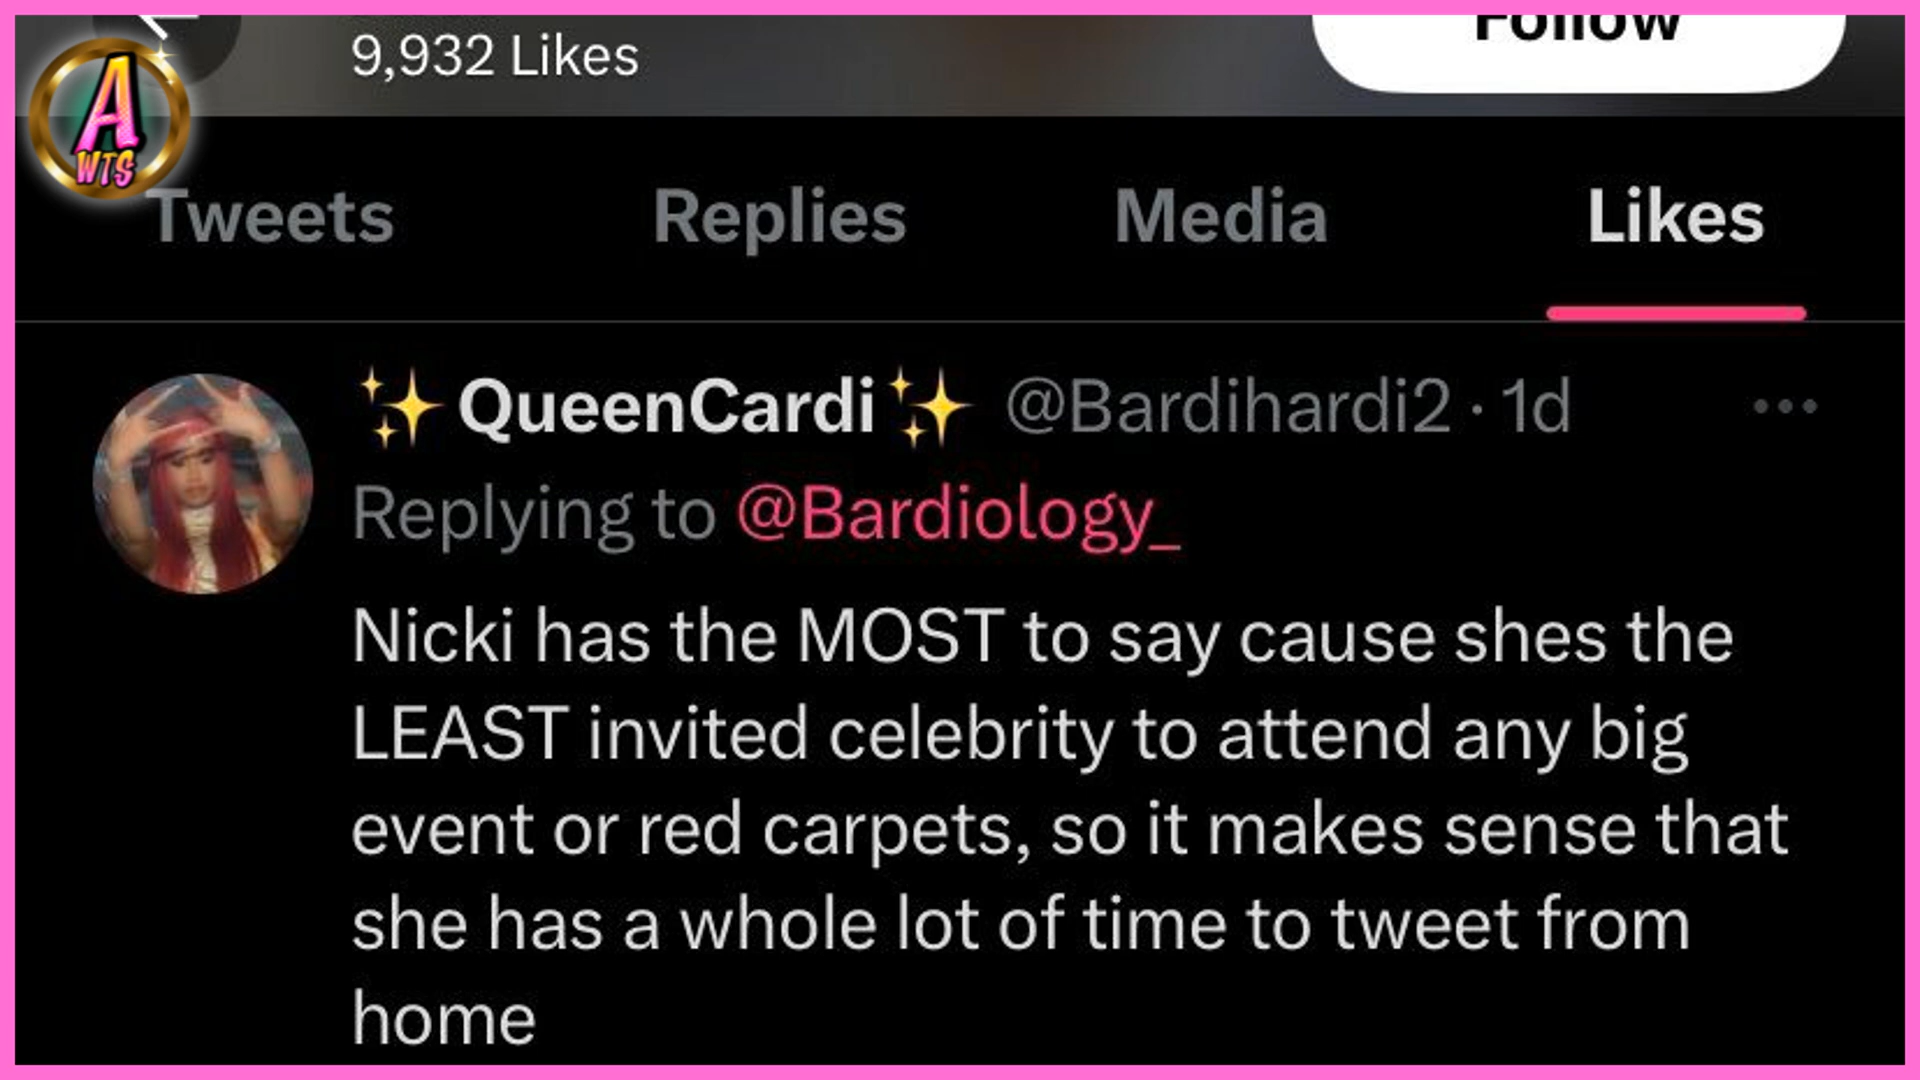 9,932 Likes
Follow
A
WTS
Tweets Replies Media Likes
✨QueenCardi✨ @Bardihardi2 · 1d
Replying to @Bardiology_
Nicki has the MOST to say cause shes the
LEAST invited celebrity to attend any big
event or red carpets, so it makes sense that
she has a whole lot of time to tweet from
home